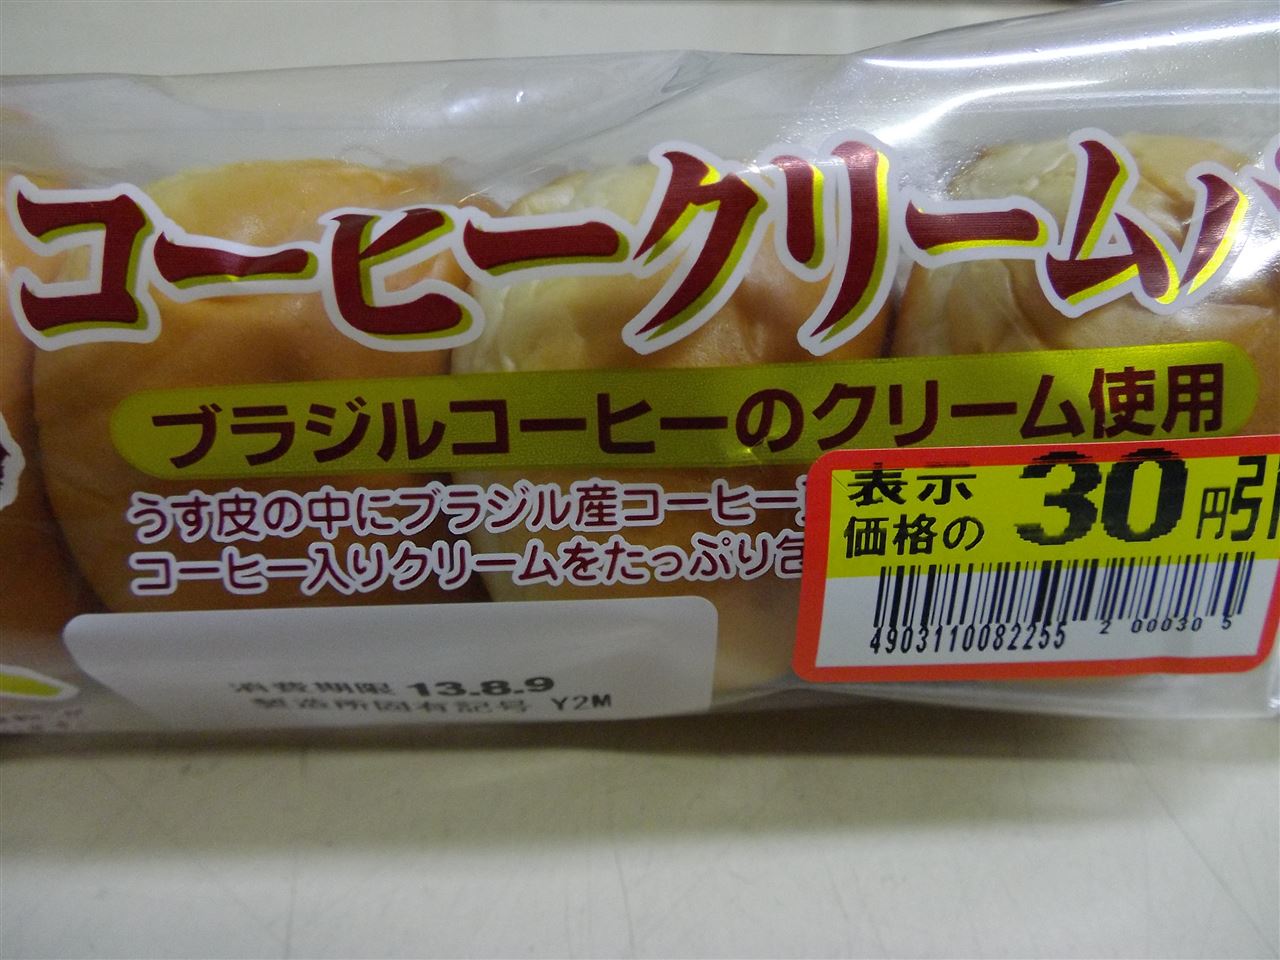 コーヒークリームパ
ブラジルコーヒーのクリーム使用
うす皮の中にブラジル産コーヒー
コーヒー入りクリームをたっぷり包
表示
価格の
30円引
4903110082255 2 00030 5
消費期限 13.8.9
製造所固有記号 Y2M